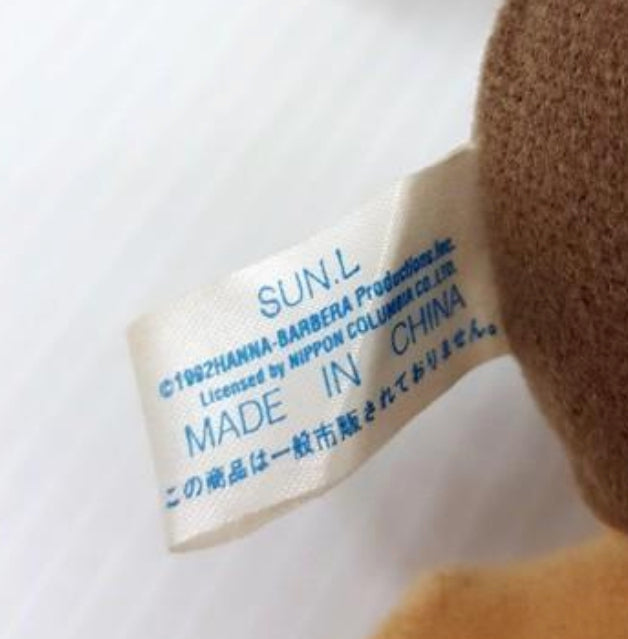 SUN.L
©1992HANNA-BARBERA Productions.Inc.
Licensed by NIPPON COLUMBIA CO.,LTD.
MADE IN CHINA
この商品は一般市販されておりません。